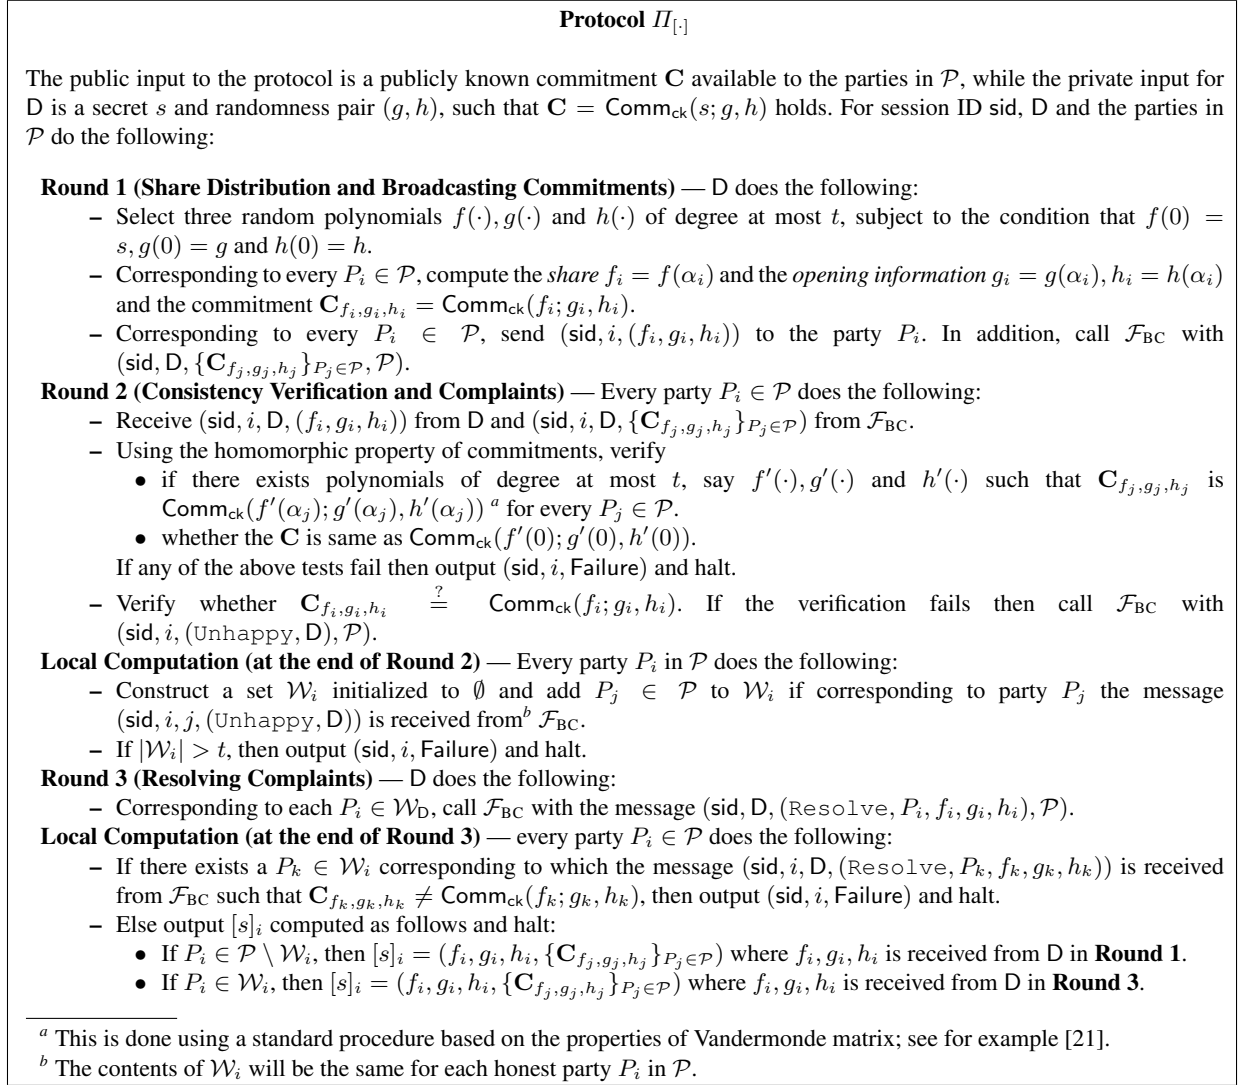 Protocol Π[·]
The public input to the protocol is a publicly known commitment C available to the parties in P, while the private input for
D is a secret s and randomness pair (g, h), such that C = Comm_ck(s; g, h) holds. For session ID sid, D and the parties in
P do the following:
Round 1 (Share Distribution and Broadcasting Commitments) — D does the following:
– Select three random polynomials f(·), g(·) and h(·) of degree at most t, subject to the condition that f(0) =
s, g(0) = g and h(0) = h.
– Corresponding to every P_i ∈ P, compute the share f_i = f(α_i) and the opening information g_i = g(α_i), h_i = h(α_i)
and the commitment C_{f_i,g_i,h_i} = Comm_ck(f_i; g_i, h_i).
– Corresponding to every P_i ∈ P, send (sid, i, (f_i, g_i, h_i)) to the party P_i. In addition, call F_BC with
(sid, D, {C_{f_j,g_j,h_j}}_{P_j∈P}, P).
Round 2 (Consistency Verification and Complaints) — Every party P_i ∈ P does the following:
– Receive (sid, i, D, (f_i, g_i, h_i)) from D and (sid, i, D, {C_{f_j,g_j,h_j}}_{P_j∈P}) from F_BC.
– Using the homomorphic property of commitments, verify
• if there exists polynomials of degree at most t, say f′(·), g′(·) and h′(·) such that C_{f_j,g_j,h_j} is
Comm_ck(f′(α_j); g′(α_j), h′(α_j)) ^a for every P_j ∈ P.
• whether the C is same as Comm_ck(f′(0); g′(0), h′(0)).
If any of the above tests fail then output (sid, i, Failure) and halt.
– Verify whether C_{f_i,g_i,h_i} =^? Comm_ck(f_i; g_i, h_i). If the verification fails then call F_BC with
(sid, i, (Unhappy, D), P).
Local Computation (at the end of Round 2) — Every party P_i in P does the following:
– Construct a set W_i initialized to ∅ and add P_j ∈ P to W_i if corresponding to party P_j the message
(sid, i, j, (Unhappy, D)) is received from^b F_BC.
– If |W_i| > t, then output (sid, i, Failure) and halt.
Round 3 (Resolving Complaints) — D does the following:
– Corresponding to each P_i ∈ W_D, call F_BC with the message (sid, D, (Resolve, P_i, f_i, g_i, h_i), P).
Local Computation (at the end of Round 3) — every party P_i ∈ P does the following:
– If there exists a P_k ∈ W_i corresponding to which the message (sid, i, D, (Resolve, P_k, f_k, g_k, h_k)) is received
from F_BC such that C_{f_k,g_k,h_k} ≠ Comm_ck(f_k; g_k, h_k), then output (sid, i, Failure) and halt.
– Else output [s]_i computed as follows and halt:
• If P_i ∈ P \ W_i, then [s]_i = (f_i, g_i, h_i, {C_{f_j,g_j,h_j}}_{P_j∈P}) where f_i, g_i, h_i is received from D in Round 1.
• If P_i ∈ W_i, then [s]_i = (f_i, g_i, h_i, {C_{f_j,g_j,h_j}}_{P_j∈P}) where f_i, g_i, h_i is received from D in Round 3.
^a This is done using a standard procedure based on the properties of Vandermonde matrix; see for example [21].
^b The contents of W_i will be the same for each honest party P_i in P.